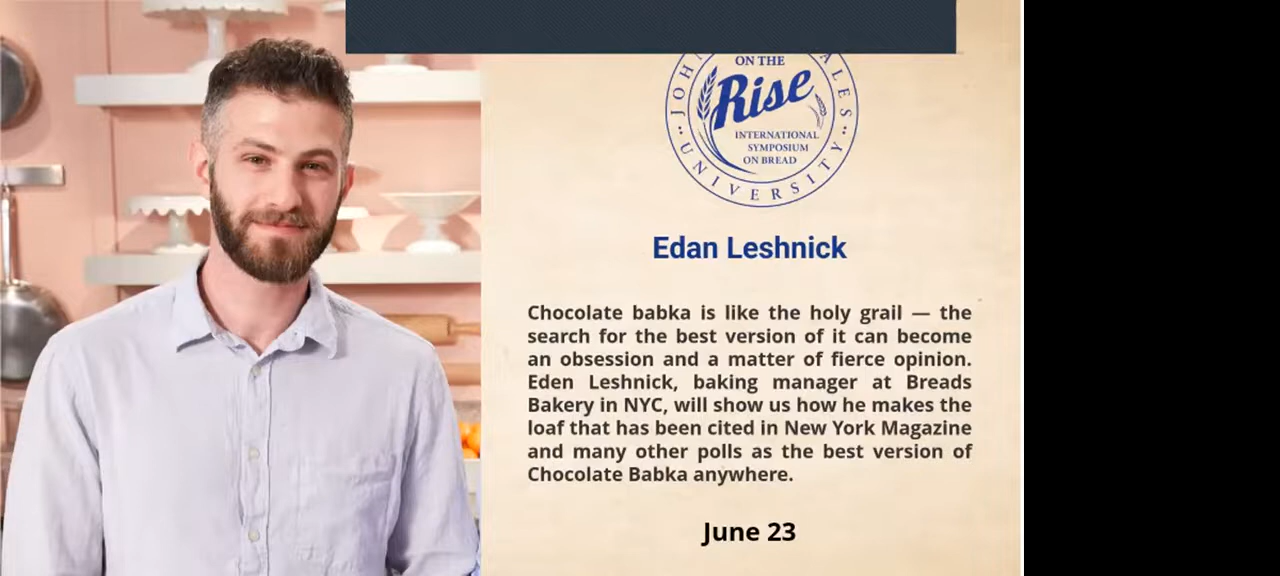 ON THE
Rise
INTERNATIONAL
SYMPOSIUM
ON BREAD
UNIVERSITY
Edan Leshnick
Chocolate babka is like the holy grail — the
search for the best version of it can become
an obsession and a matter of fierce opinion.
Eden Leshnick, baking manager at Breads
Bakery in NYC, will show us how he makes the
loaf that has been cited in New York Magazine
and many other polls as the best version of
Chocolate Babka anywhere.
June 23